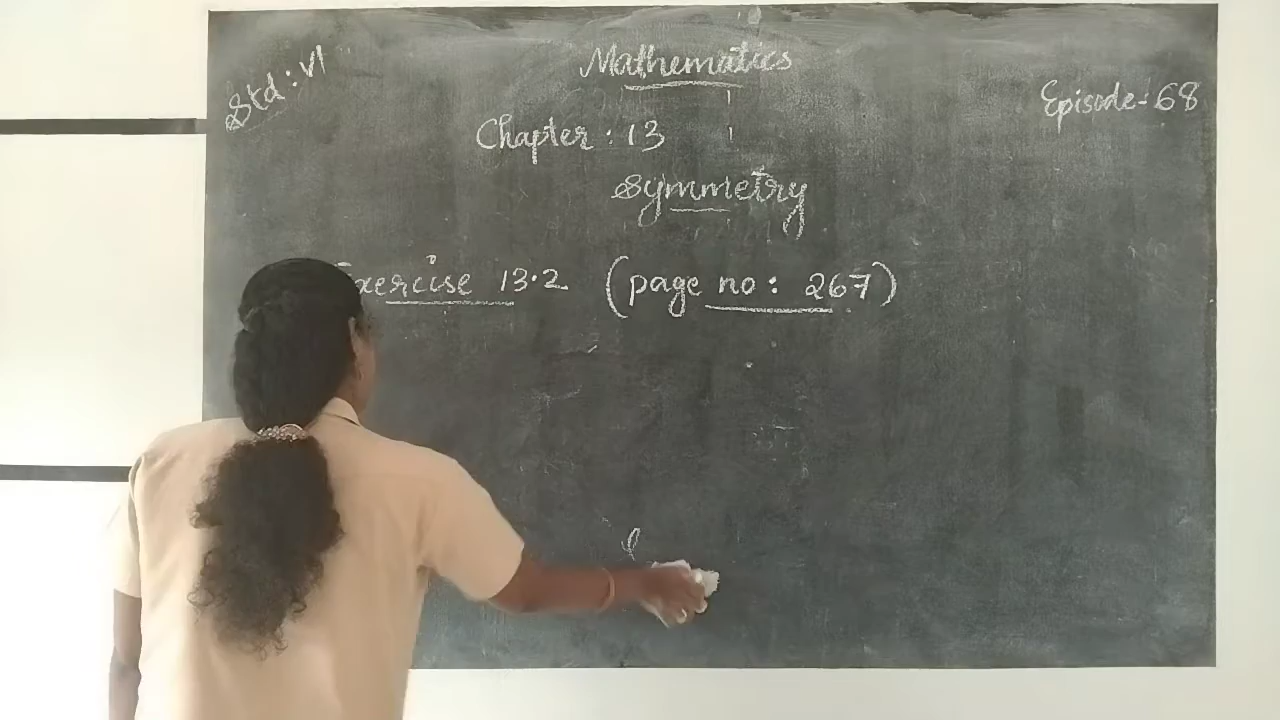 Std : VI
Mathematics
Episode-68
Chapter : 13
Symmetry
Exercise 13.2 (page no : 267)
l